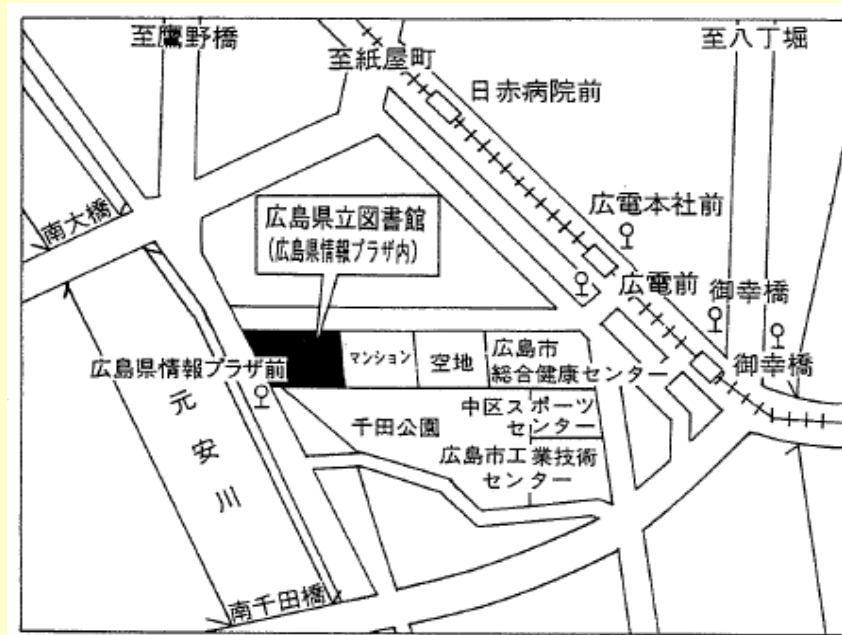 至鷹野橋
至紙屋町
至八丁堀
日赤病院前
広島県立図書館
(広島県情報プラザ内)
広電本社前
南大橋
広電前
御幸橋
広島県情報プラザ前
マンション
空地
広島市
総合健康センター
御幸橋
中区スポーツ
センター
千田公園
広島市工業技術
センター
元安川
南千田橋